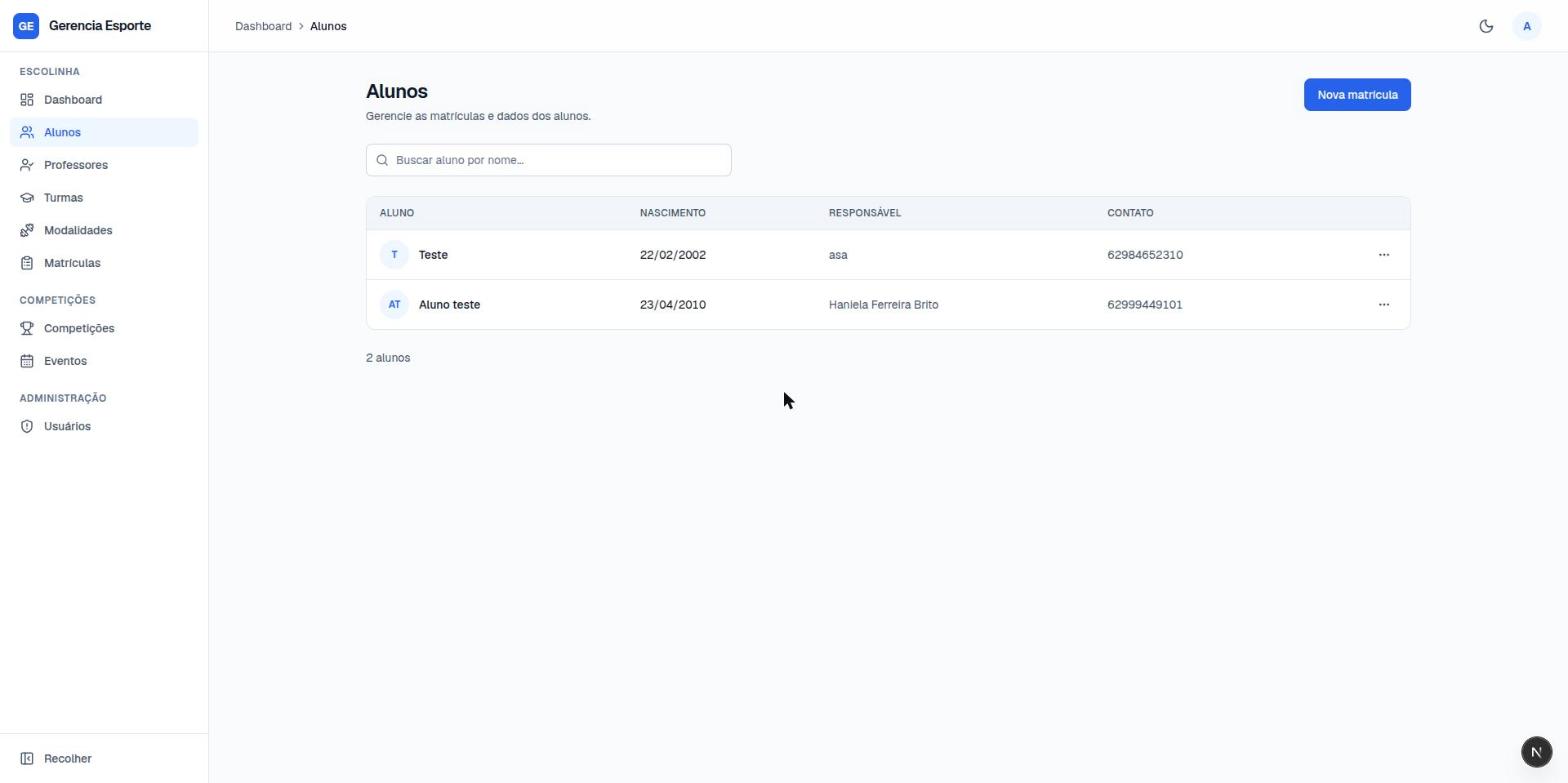 GE Gerencia Esporte
Dashboard > Alunos
A
ESCOLINHA
Dashboard
Alunos
Professores
Turmas
Modalidades
Matrículas
COMPETIÇÕES
Competições
Eventos
ADMINISTRAÇÃO
Usuários
Recolher
Alunos
Nova matrícula
Gerencie as matrículas e dados dos alunos.
Buscar aluno por nome...
ALUNO NASCIMENTO RESPONSÁVEL CONTATO
T Teste 22/02/2002 asa 62984652310 ...
AT Aluno teste 23/04/2010 Haniela Ferreira Brito 62999449101 ...
2 alunos
N